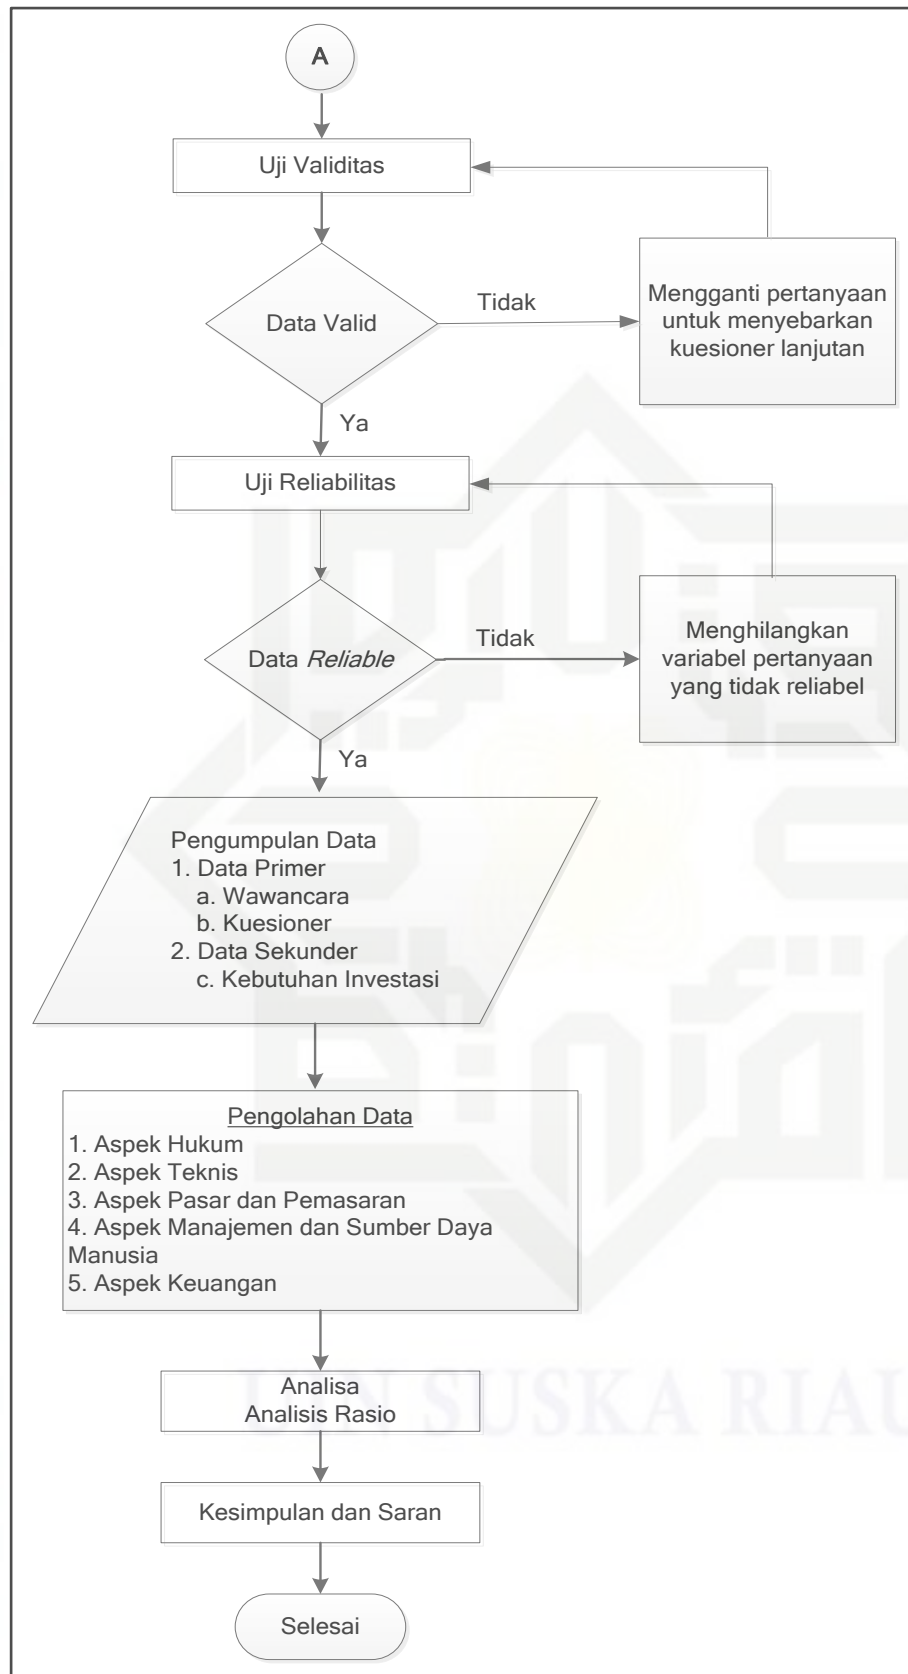 A
Uji Validitas
Data Valid
Tidak
Mengganti pertanyaan
untuk menyebarkan
kuesioner lanjutan
Ya
Uji Reliabilitas
Data Reliable
Tidak
Menghilangkan
variabel pertanyaan
yang tidak reliabel
Ya
Pengumpulan Data
1. Data Primer
a. Wawancara
b. Kuesioner
2. Data Sekunder
c. Kebutuhan Investasi
Pengolahan Data
1. Aspek Hukum
2. Aspek Teknis
3. Aspek Pasar dan Pemasaran
4. Aspek Manajemen dan Sumber Daya
Manusia
5. Aspek Keuangan
Analisa
Analisis Rasio
UIN SUSKA RIAU
Kesimpulan dan Saran
Selesai